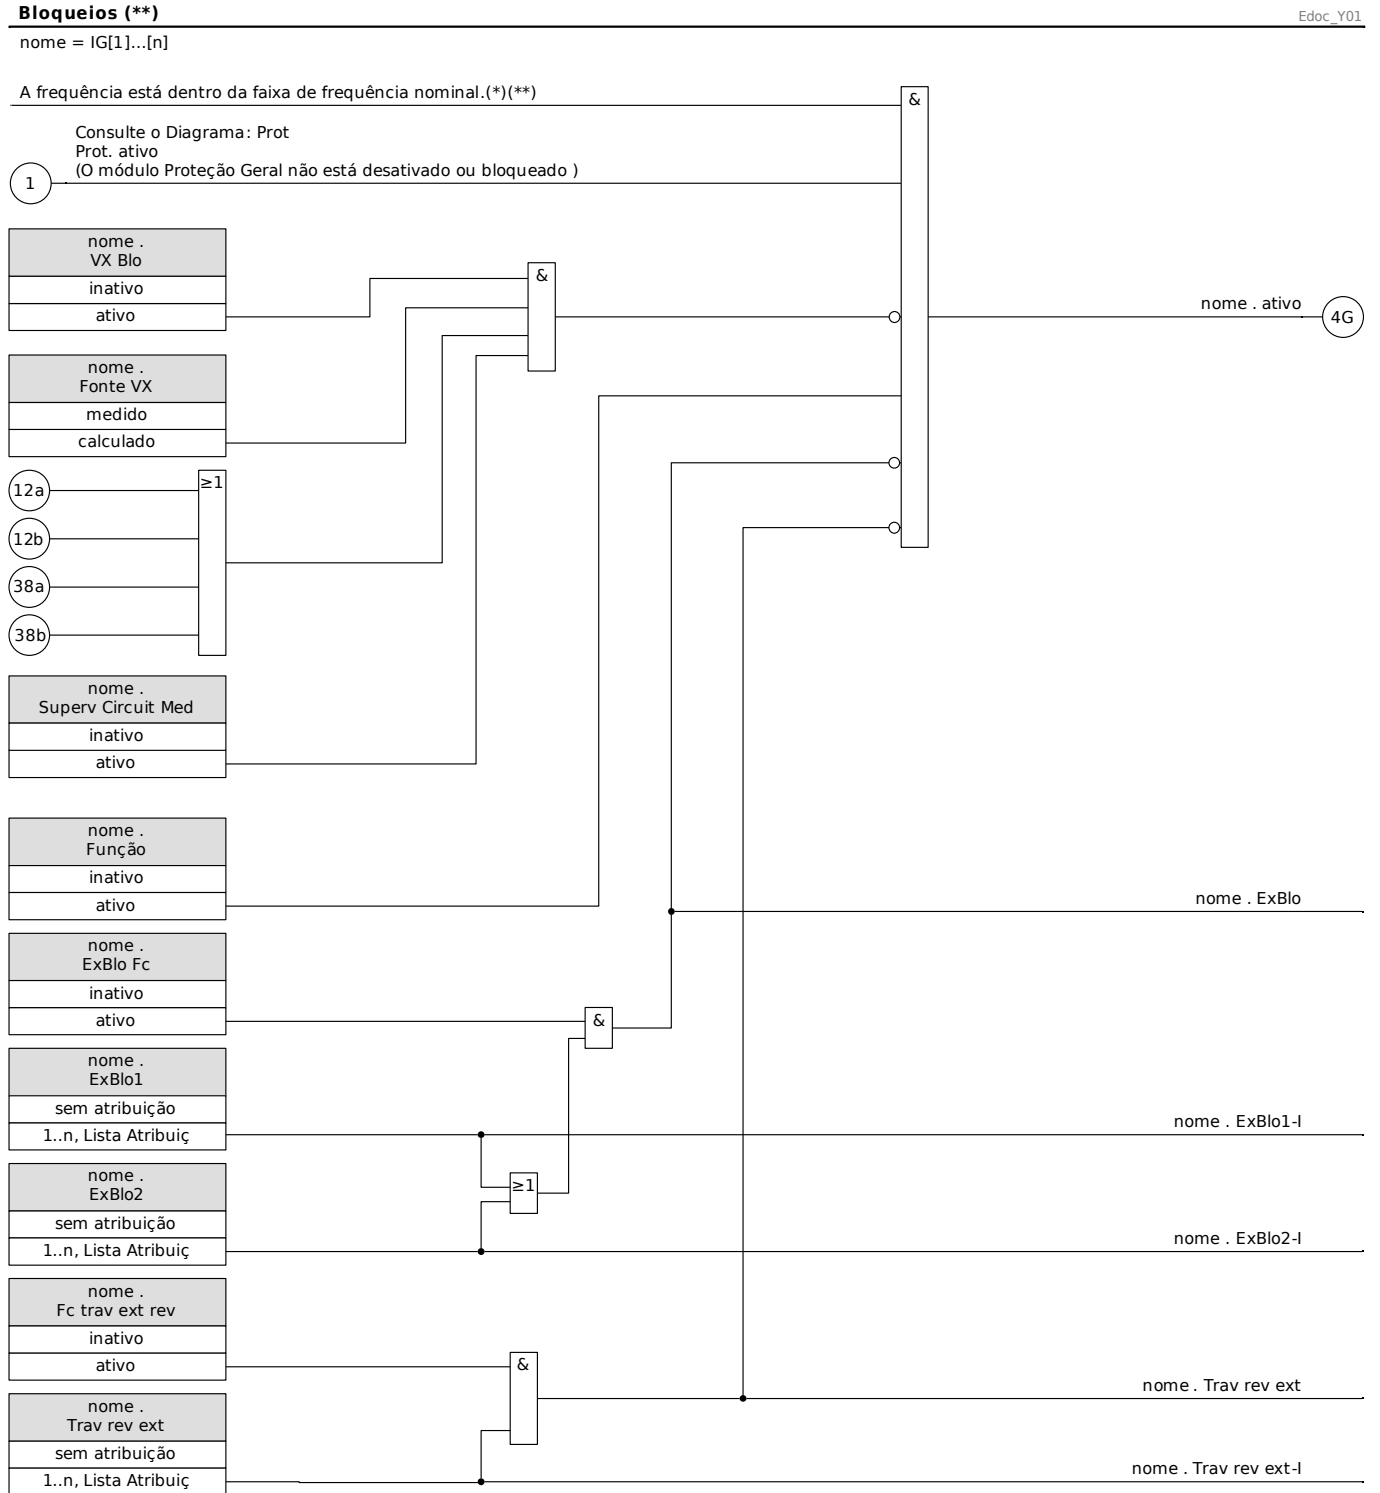 Bloqueios (**)
Edoc_Y01
nome = IG[1]...[n]
A frequência está dentro da faixa de frequência nominal.(*)(**)
&
Consulte o Diagrama: Prot
Prot. ativo
(O módulo Proteção Geral não está desativado ou bloqueado )
1
nome .
VX Blo
inativo
ativo
&
nome . ativo
4G
nome .
Fonte VX
medido
calculado
12a
≥1
12b
38a
38b
nome .
Superv Circuit Med
inativo
ativo
nome .
Função
inativo
ativo
nome . ExBlo
nome .
ExBlo Fc
inativo
ativo
&
nome .
ExBlo1
sem atribuição
1..n, Lista Atribuiç
nome . ExBlo1-I
nome .
ExBlo2
≥1
sem atribuição
1..n, Lista Atribuiç
nome . ExBlo2-I
nome .
Fc trav ext rev
inativo
ativo
&
nome . Trav rev ext
nome .
Trav rev ext
sem atribuição
1..n, Lista Atribuiç
nome . Trav rev ext-I